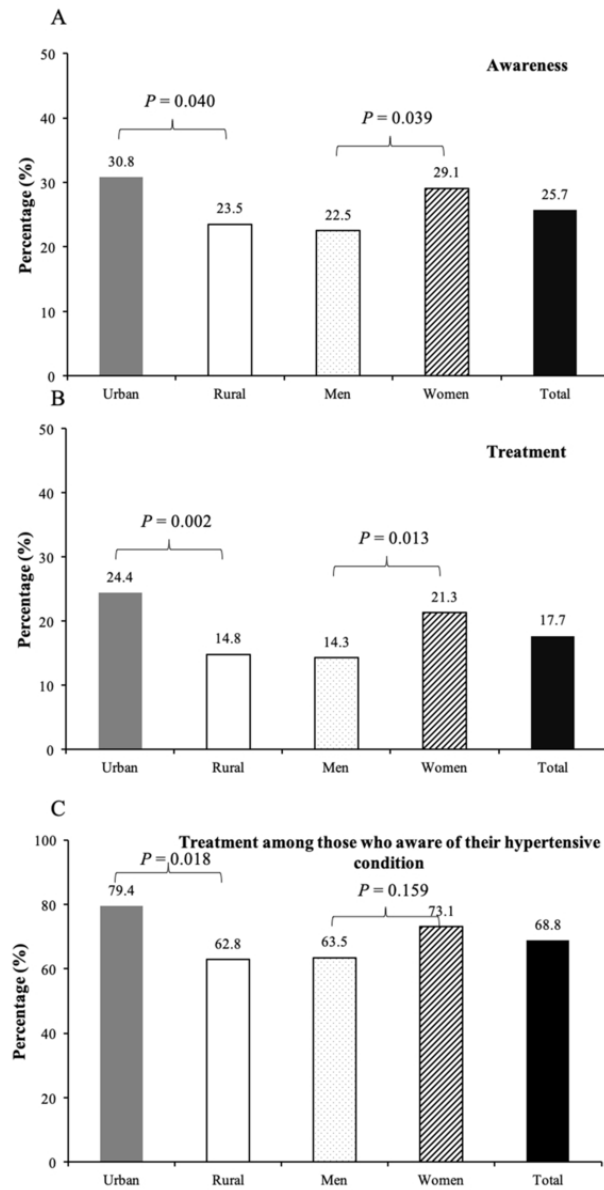 A
Awareness
Percentage (%)
50
40
30
20
10
0
P = 0.040
P = 0.039
30.8
23.5
22.5
29.1
25.7
Urban
Rural
Men
Women
Total
B
Treatment
Percentage (%)
50
40
30
20
10
0
P = 0.002
P = 0.013
24.4
14.8
14.3
21.3
17.7
Urban
Rural
Men
Women
Total
C
Treatment among those who aware of their hypertensive
condition
Percentage (%)
100
80
60
40
20
0
P = 0.018
P = 0.159
79.4
62.8
63.5
73.1
68.8
Urban
Rural
Men
Women
Total